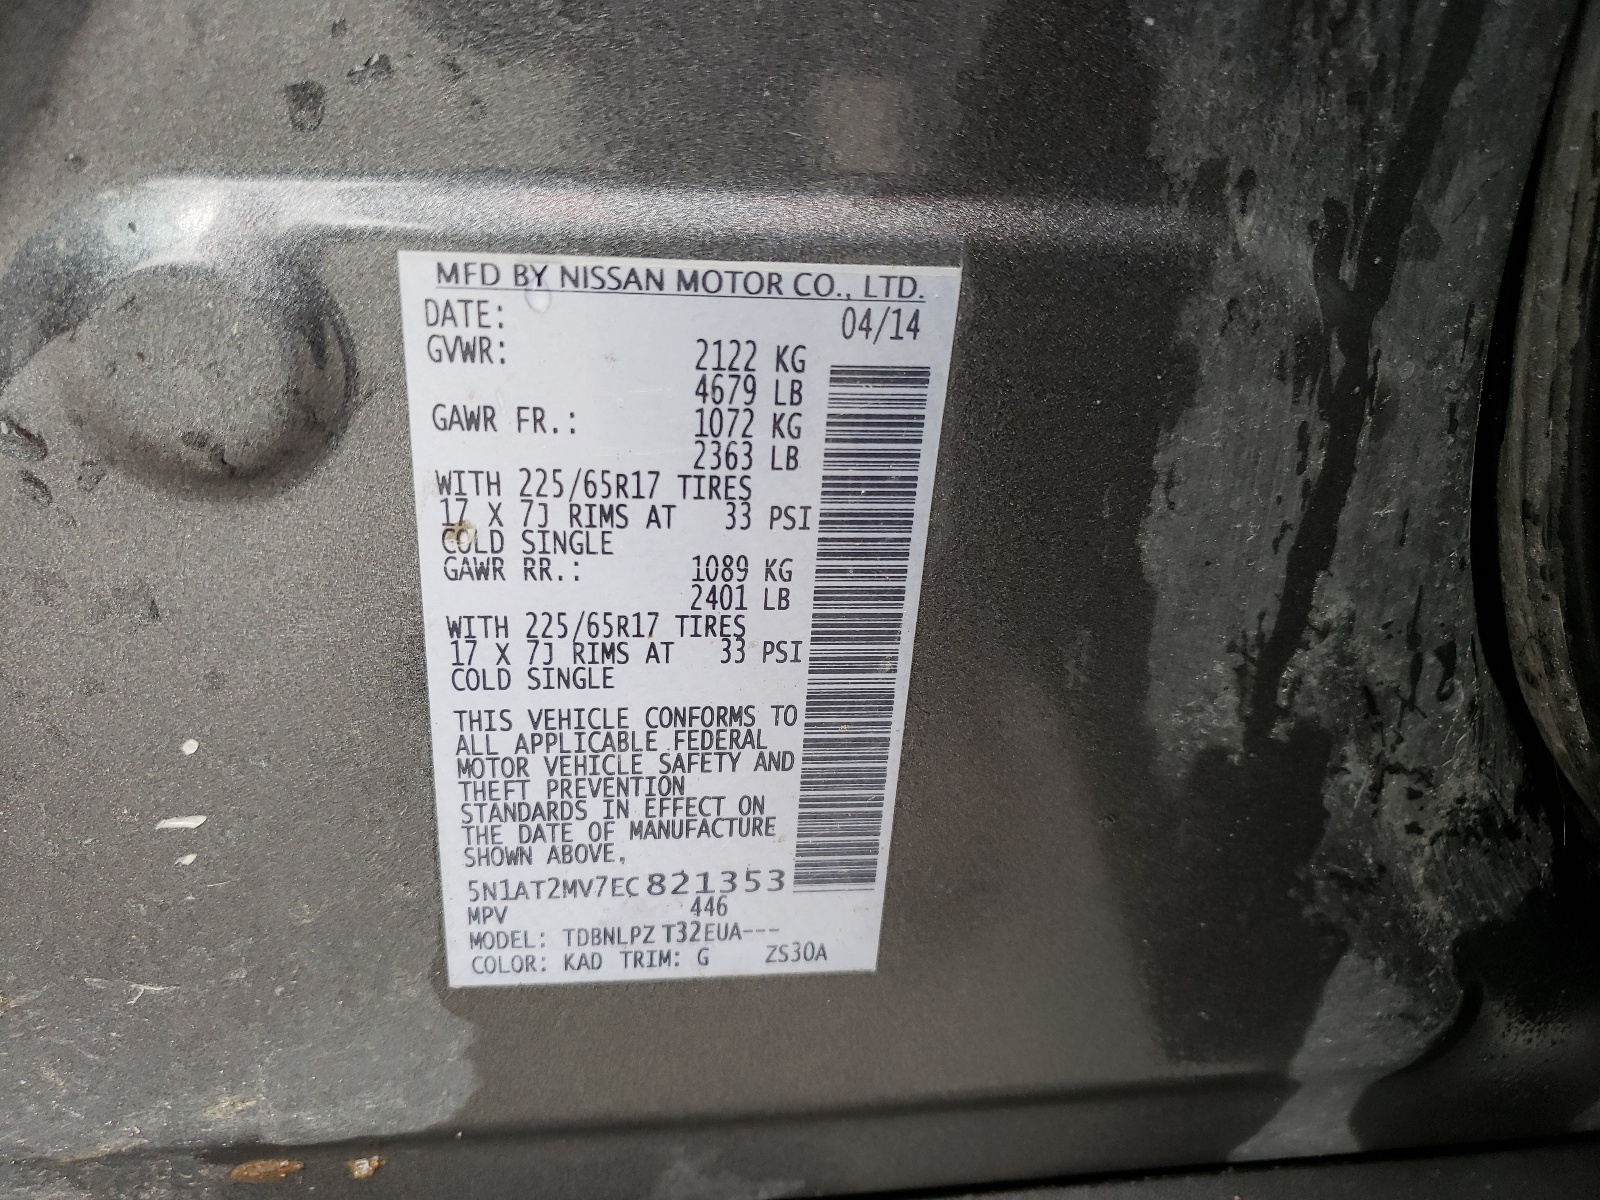 MFD BY NISSAN MOTOR CO., LTD.
DATE: 04/14
GVWR: 2122 KG
4679 LB
GAWR FR.: 1072 KG
2363 LB
WITH 225/65R17 TIRES
17 X 7J RIMS AT 33 PSI
COLD SINGLE
GAWR RR.: 1089 KG
2401 LB
WITH 225/65R17 TIRES
17 X 7J RIMS AT 33 PSI
COLD SINGLE
THIS VEHICLE CONFORMS TO
ALL APPLICABLE FEDERAL
MOTOR VEHICLE SAFETY AND
THEFT PREVENTION
STANDARDS IN EFFECT ON
THE DATE OF MANUFACTURE
SHOWN ABOVE.
5N1AT2MV7EC821353
MPV 446
MODEL: TDBNLPZ T32EUA---
COLOR: KAD TRIM: G ZS30A